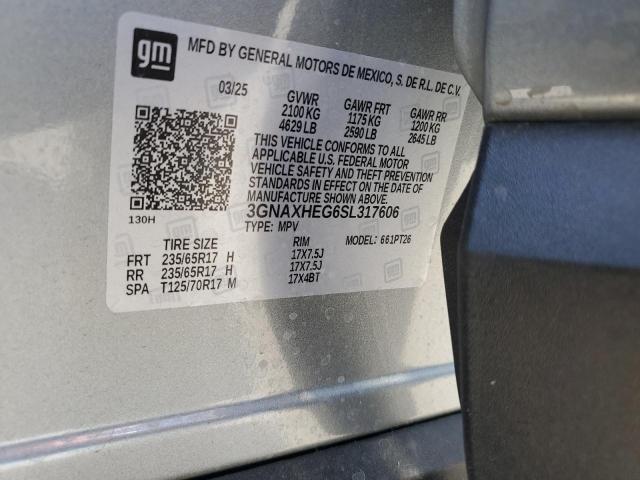 gm
MFD BY GENERAL MOTORS DE MEXICO, S. DE R.L. DE C.V.
03/25 GVWR GAWR FRT GAWR RR
2100 KG 1175 KG 1200 KG
4629 LB 2590 LB 2645 LB
THIS VEHICLE CONFORMS TO ALL
APPLICABLE U.S. FEDERAL MOTOR
VEHICLE SAFETY AND THEFT PREVENTION
STANDARDS IN EFFECT ON THE DATE OF
MANUFACTURE SHOWN ABOVE.
3GNAXHEG6SL317606
130H TYPE: MPV 661PT26
TIRE SIZE RIM
FRT 235/65R17 H 17X7.5J
RR 235/65R17 H 17X7.5J
SPA T125/70R17 M 17X4BT